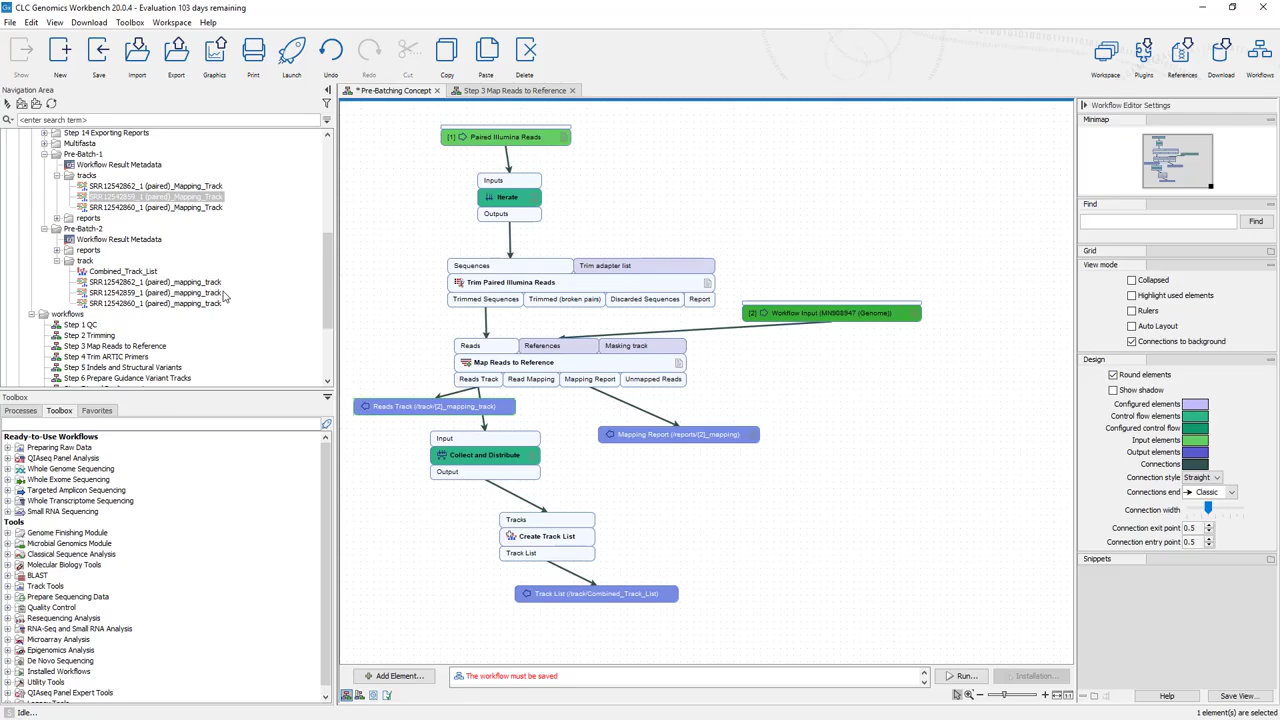 CLC Genomics Workbench 20.0.4 - Evaluation 103 days remaining
File Edit View Download Toolbox Workspace Help
Show New Save Import Export Graphics Print Launch Undo Redo Cut Copy Paste Delete Workspace Plugins References Download Workflows
Navigation Area
<enter search term>
Step 14 Exporting Reports
Multifasta
Pre-Batch-1
Workflow Result Metadata
tracks
SRR12542862_1 (paired)_Mapping_Track
SRR12542859_1 (paired)_Mapping_Track
SRR12542860_1 (paired)_Mapping_Track
reports
Pre-Batch-2
Workflow Result Metadata
reports
track
Combined_Track_List
SRR12542862_1 (paired)_mapping_track
SRR12542859_1 (paired)_mapping_track
SRR12542860_1 (paired)_mapping_track
workflows
Step 1 QC
Step 2 Trimming
Step 3 Map Reads to Reference
Step 4 Trim ARTIC Primers
Step 5 Indels and Structural Variants
Step 6 Prepare Guidance Variant Tracks
Toolbox
Processes Toolbox Favorites
Ready-to-Use Workflows
Preparing Raw Data
QIAseq Panel Analysis
Whole Genome Sequencing
Whole Exome Sequencing
Targeted Amplicon Sequencing
Whole Transcriptome Sequencing
Small RNA Sequencing
Tools
Genome Finishing Module
Microbial Genomics Module
Classical Sequence Analysis
Molecular Biology Tools
BLAST
Track Tools
Prepare Sequencing Data
Quality Control
Resequencing Analysis
RNA-Seq and Small RNA Analysis
Microarray Analysis
Epigenomics Analysis
De Novo Sequencing
Installed Workflows
Utility Tools
QIAseq Panel Expert Tools
Idle...
* Pre-Batching Concept Step 3 Map Reads to Reference
[1] Paired Illumina Reads
Inputs
Iterate
Outputs
Sequences Trim adapter list
Trim Paired Illumina Reads
Trimmed Sequences Trimmed (broken pairs) Discarded Sequences Report
[2] Workflow Input (MN908947 (Genome))
Reads References Masking track
Map Reads to Reference
Reads Track Read Mapping Mapping Report Unmapped Reads
Reads Track (/track/[2]_mapping_track)
Mapping Report (/reports/[2]_mapping)
Input
Collect and Distribute
Output
Tracks
Create Track List
Track List
Track List (/track/Combined_Track_List)
Add Element... The workflow must be saved Run... Installation...
Workflow Editor Settings
Minimap
Find
Find
Grid
View mode
Collapsed
Highlight used elements
Rulers
Auto Layout
Connections to background
Design
Round elements
Show shadow
Configured elements
Control flow elements
Configured control flow
Input elements
Output elements
Connections
Connection style Straight
Connections end Classic
Connection width
Connection exit point 0.5
Connection entry point 0.5
Snippets
Help Save View...
1 element(s) are selected